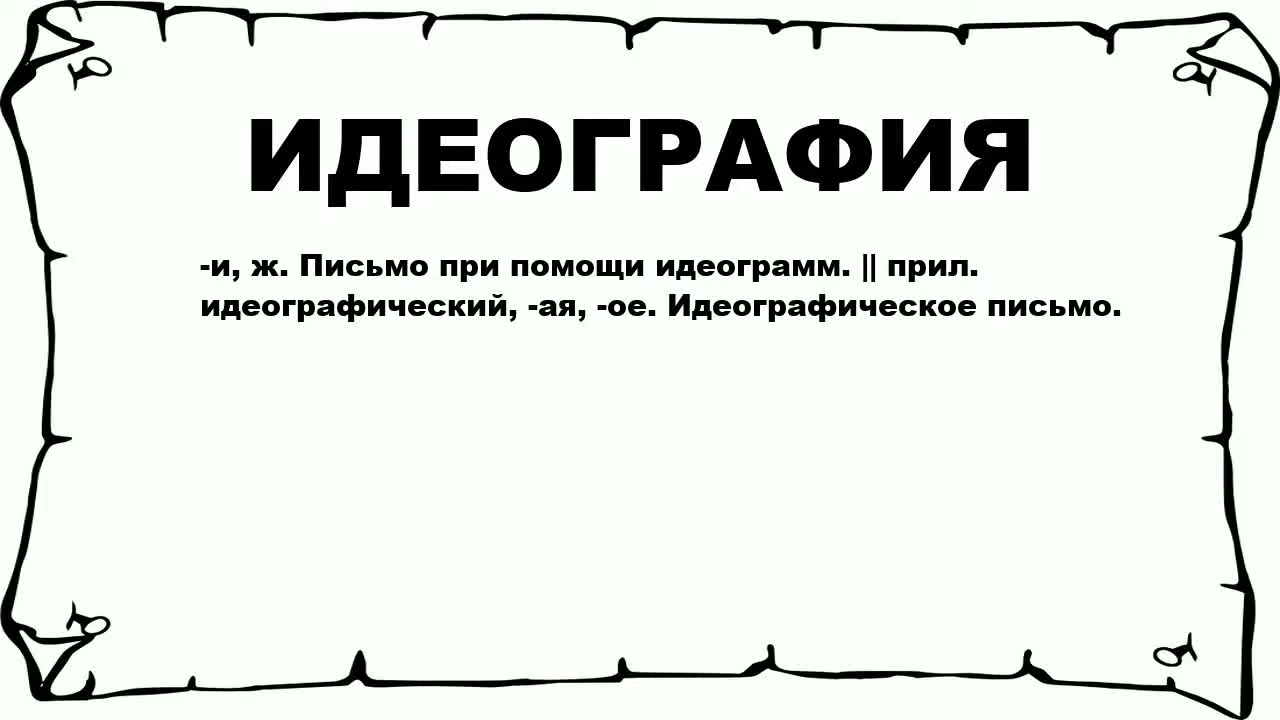 ИДЕОГРАФИЯ
-и, ж. Письмо при помощи идеограмм. || прил.
идеографический, -ая, -ое. Идеографическое письмо.